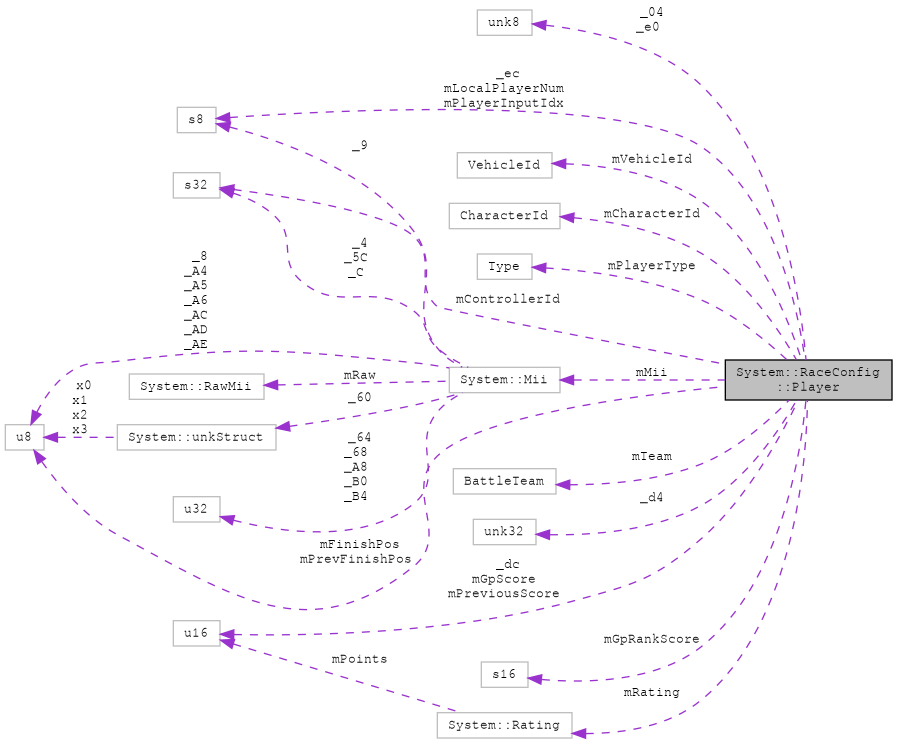 _04
_e0
unk8
_ec
mLocalPlayerNum
mPlayerInputIdx
s8
_9
mVehicleId
VehicleId
s32
mCharacterId
CharacterId
_4
_5C
_C
_8
_A4
_A5
_A6
_AC
_AD
_AE
mPlayerType
Type
mControllerId
System::RaceConfig
::Player
mMii
System::Mii
mRaw
System::RawMii
x0
x1
x2
x3
_60
u8
System::unkStruct
_64
_68
_A8
_B0
_B4
mTeam
BattleTeam
_d4
u32
unk32
mFinishPos
mPrevFinishPos
_dc
mGpScore
mPreviousScore
u16
mGpRankScore
mPoints
s16
mRating
System::Rating